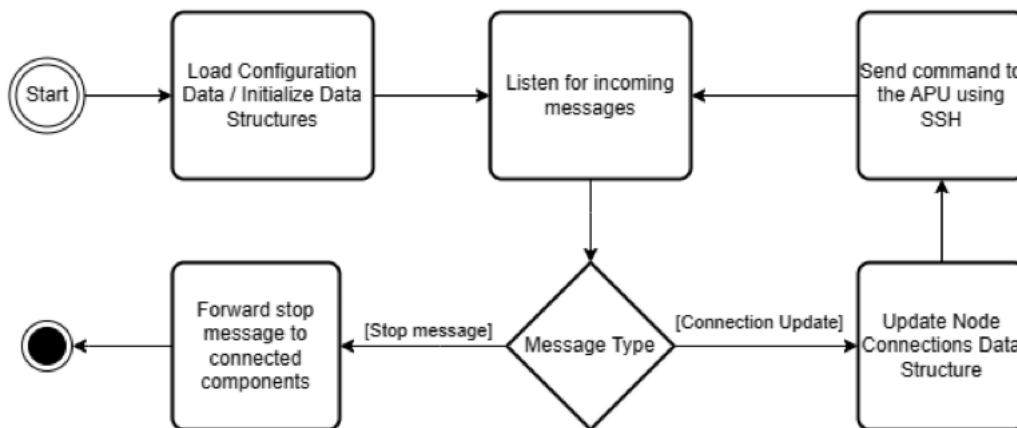 Start
Load Configuration
Data / Initialize Data
Structures
Listen for incoming
messages
Send command to
the APU using
SSH
Forward stop
message to
connected
components
[Stop message]
Message Type
[Connection Update]
Update Node
Connections Data
Structure